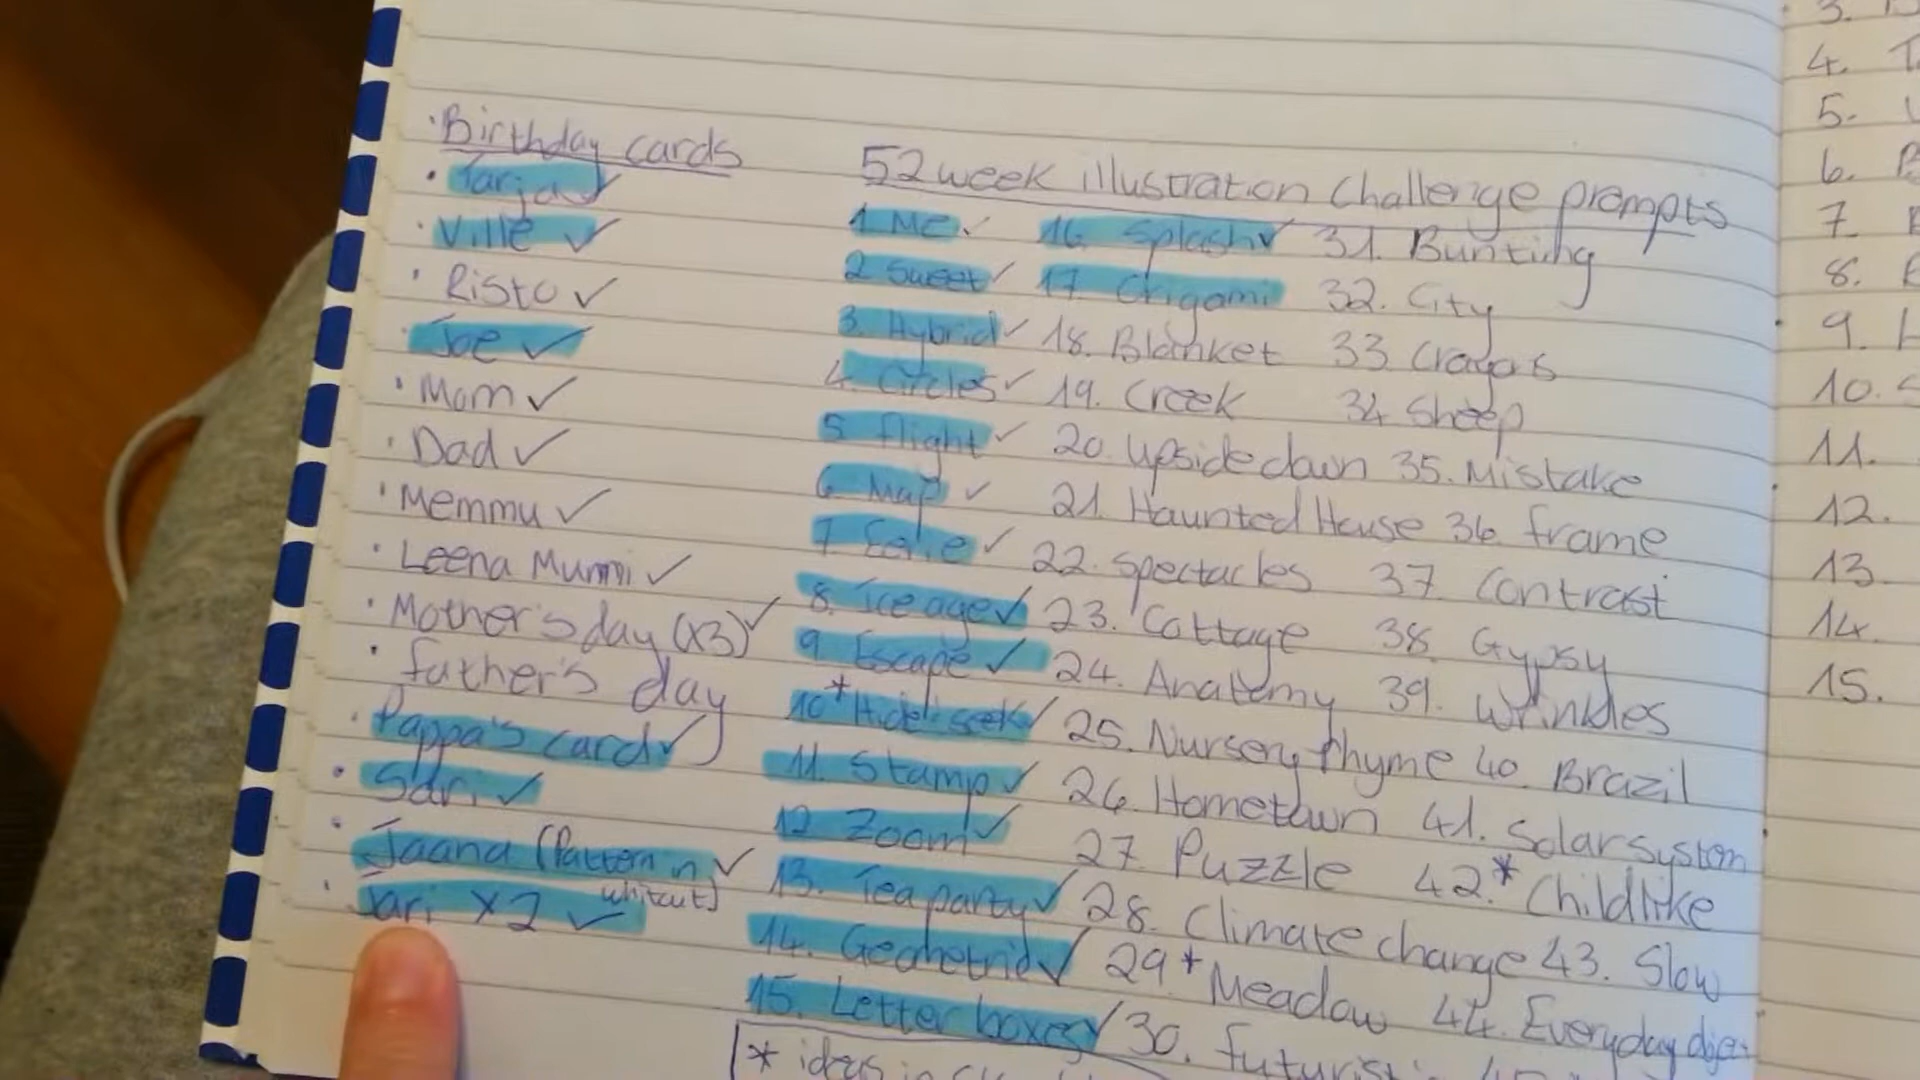 · Birthday cards
· Tarja ✓
· Ville ✓
· Risto ✓
· Joe ✓
· Mom ✓
· Dad ✓
· Memmu ✓
· Leena Mummi ✓
· Mother's day (x3) ✓
· father's day
· Pappa's card ✓
· Sari ✓
· Jaana (Pattern in ✓
whitout)
· Jari x2 ✓
52 week illustration Challenge prompts
1 Me ✓
2 Sweet ✓
3. Hybrid ✓
4. Circles ✓
5 flight ✓
6 Map ✓
7 Eerie ✓
8. Ice age ✓
9 Escape ✓
10 * Hide & seek ✓
11. Stamp ✓
12 Zoom ✓
13. Tea party ✓
14. Geometric ✓
15. Letter boxes ✓
16. Splash ✓
17. Origami
18. Blanket
19. Creek
20. Upside down
21. Haunted House
22. Spectacles
23. Cottage
24. Anatomy
25. Nursery rhyme
26. Hometown
27. Puzzle
28. Climate change
29 * Meadow
30. futurist
31. Bunting
32. City
33. Crayons
34 Sheep
35. Mistake
36. frame
37. Contrast
38. Gypsy
39. Wrinkles
40. Brazil
41. Solar system
42. * Childlike
43. Slow
44. Everyday obje
* ideas in
3.
4. T
5.
6.
7
8.
9.
10.
11.
12.
13.
14.
15.